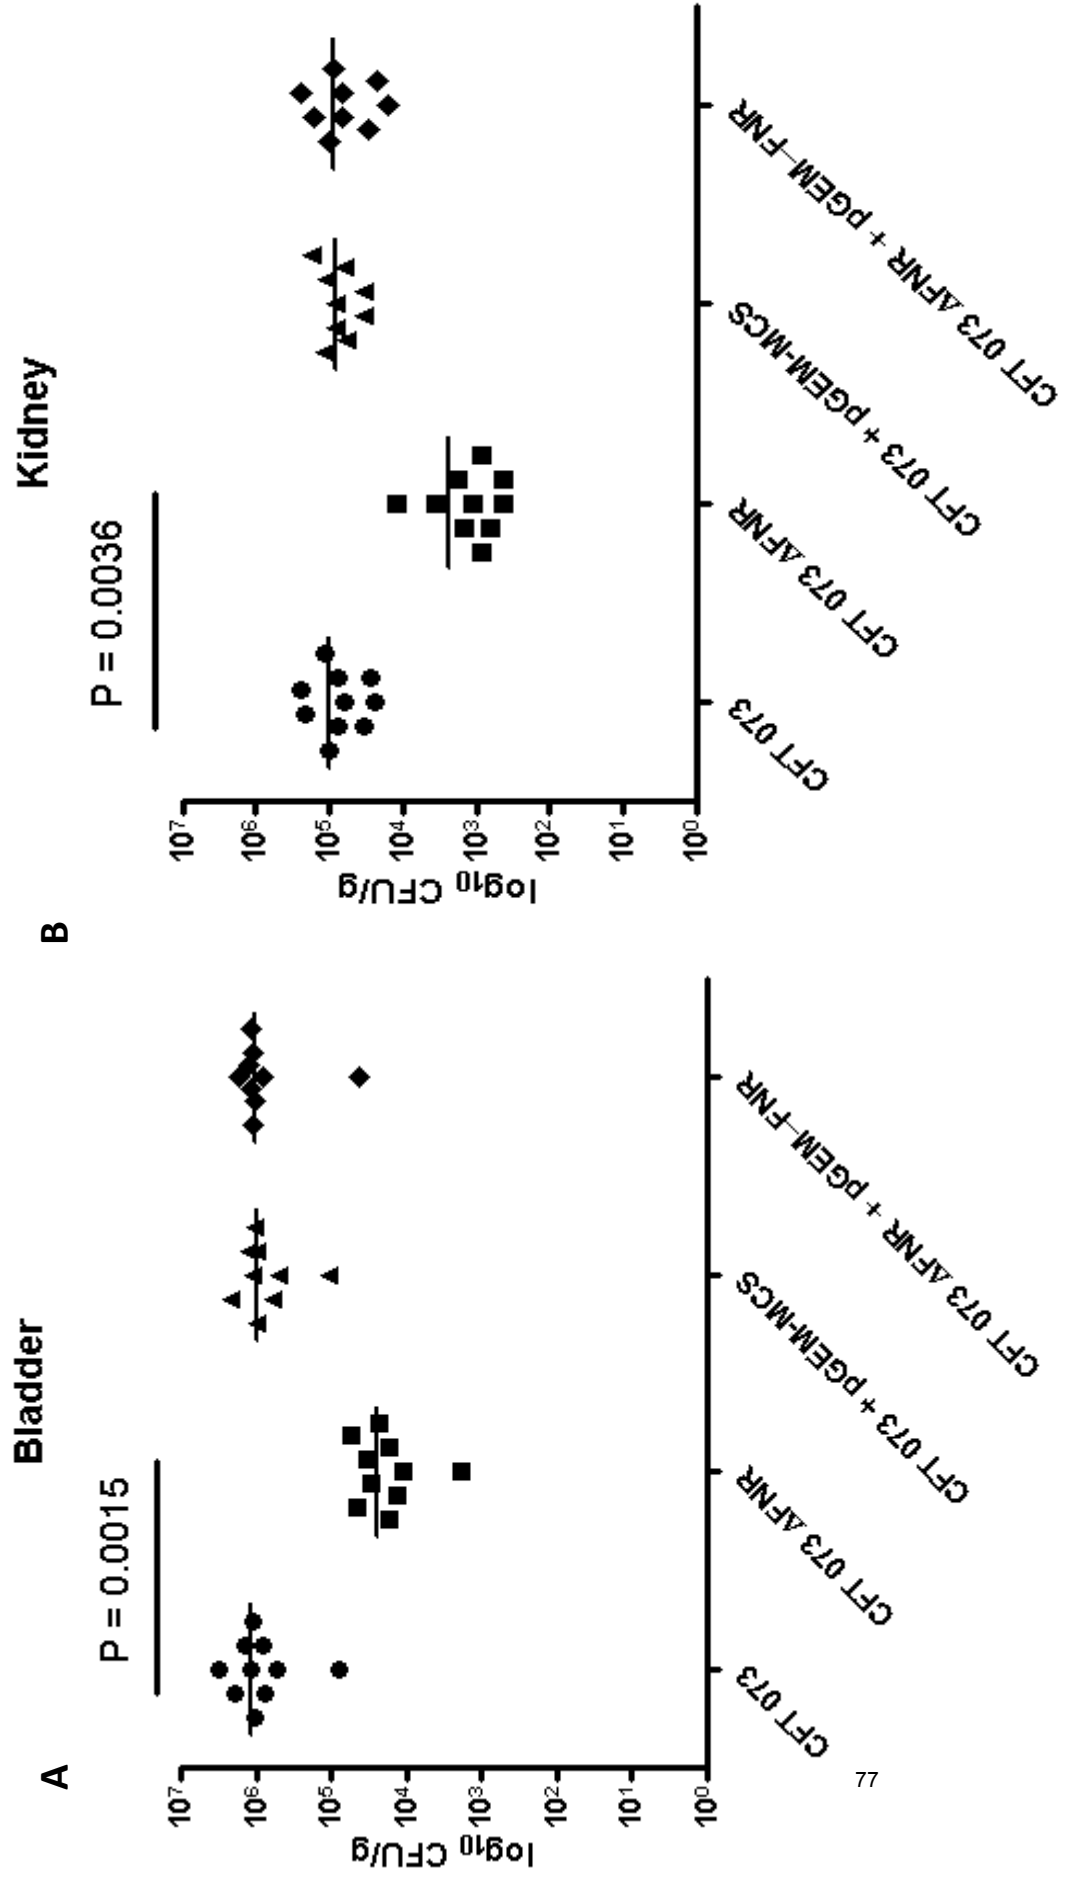 A
Bladder
P = 0.0015
log₁₀ CFU/g
10⁷
10⁶
10⁵
10⁴
10³
10²
10¹
10⁰
CFT 073
CFT 073 ΔFNR
CFT 073 + pGEM-MCS
CFT 073 ΔFNR + pGEM-FNR
B
Kidney
P = 0.0036
log₁₀ CFU/g
10⁷
10⁶
10⁵
10⁴
10³
10²
10¹
10⁰
CFT 073
CFT 073 ΔFNR
CFT 073 + pGEM-MCS
CFT 073 ΔFNR + pGEM-FNR
77